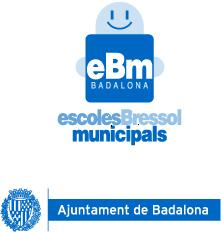 eBm
BADALONA
escolesBressol
municipals
Ajuntament de Badalona